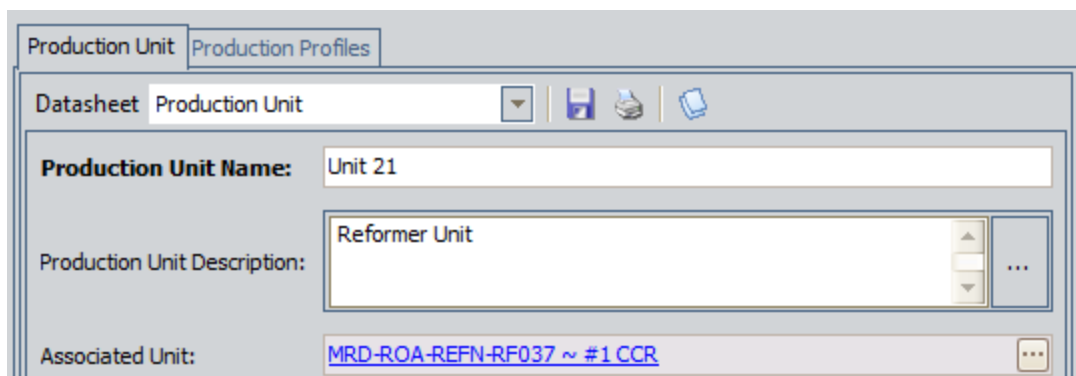 Production Unit Production Profiles
Datasheet Production Unit
Production Unit Name: Unit 21
Production Unit Description: Reformer Unit
...
Associated Unit: MRD-ROA-REFN-RF037 ~ #1 CCR ...